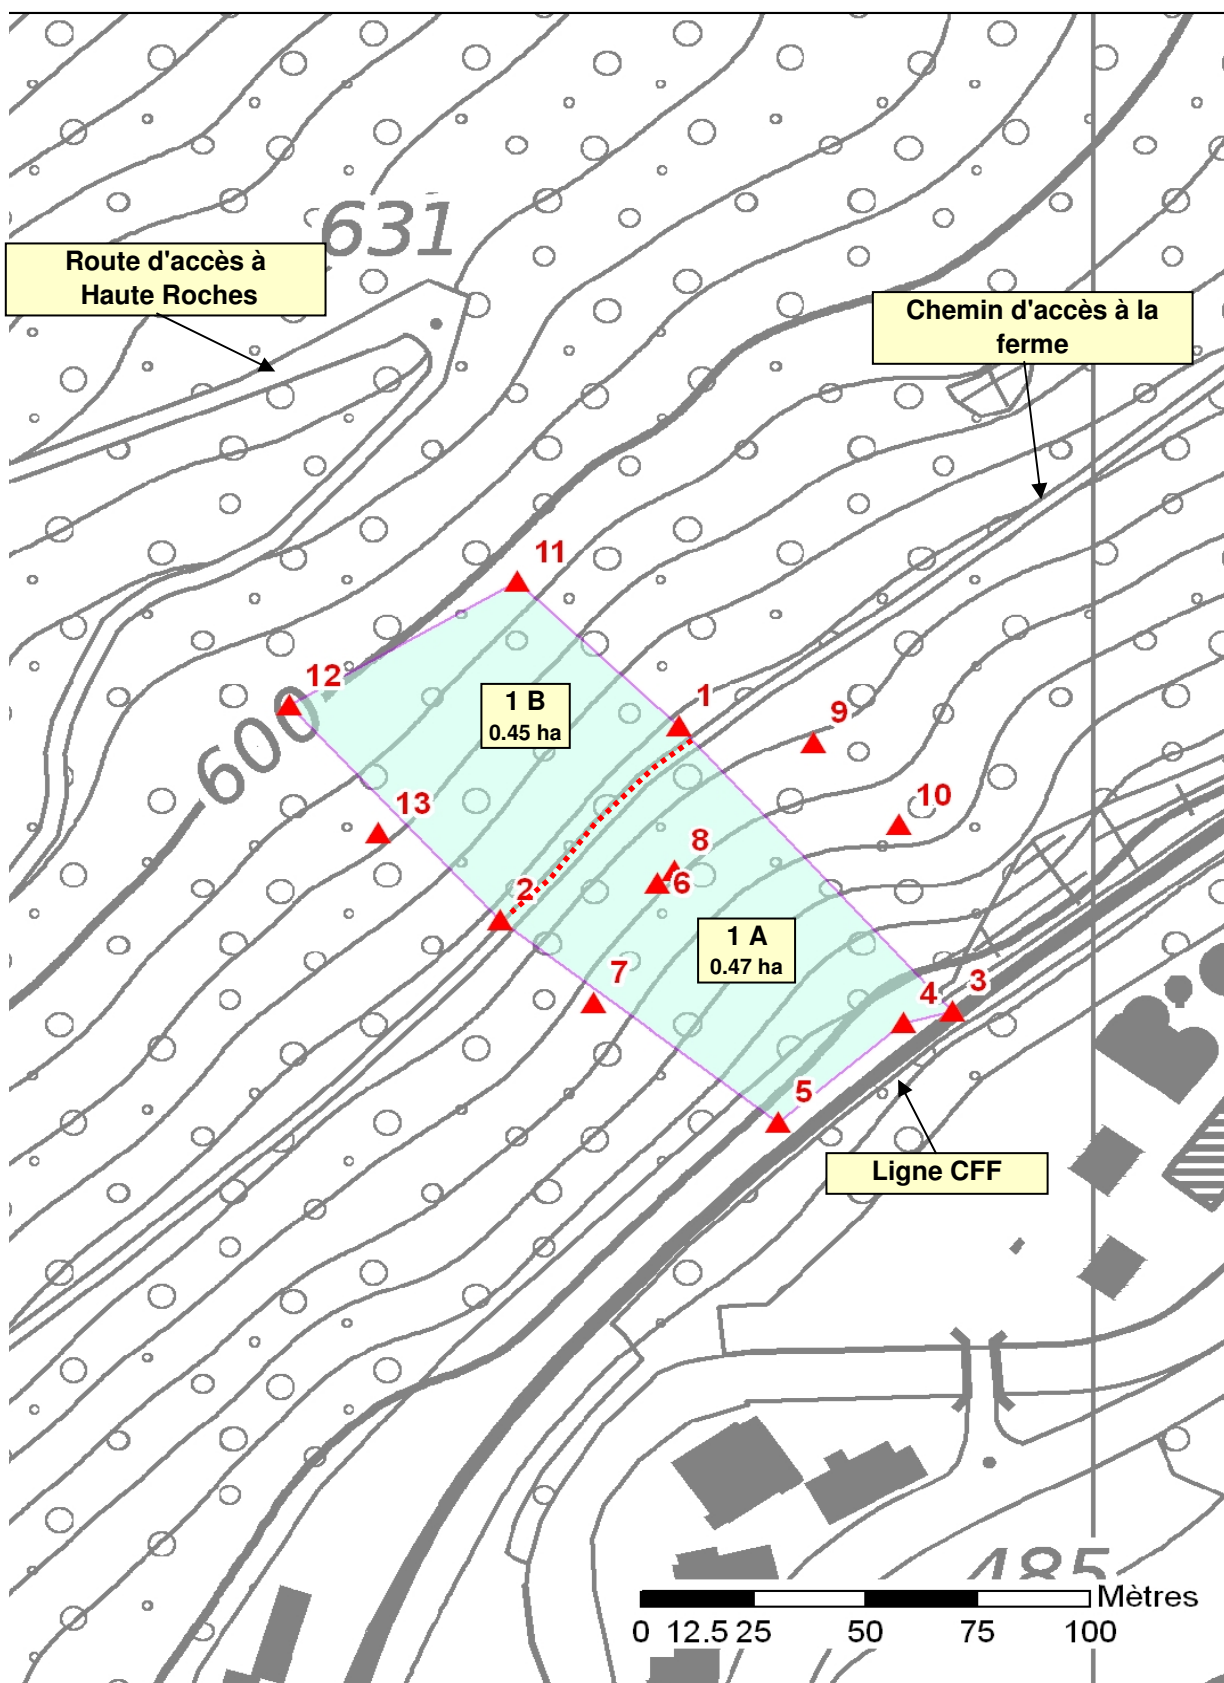 631
Route d'accès à
Haute Roches
Chemin d'accès à la
ferme
11
12
1 B
0.45 ha
1
9
600
13
10
8
2
6
1 A
0.47 ha
7
4
3
5
Ligne CFF
485
Mètres
0 12.5 25 50 75 100